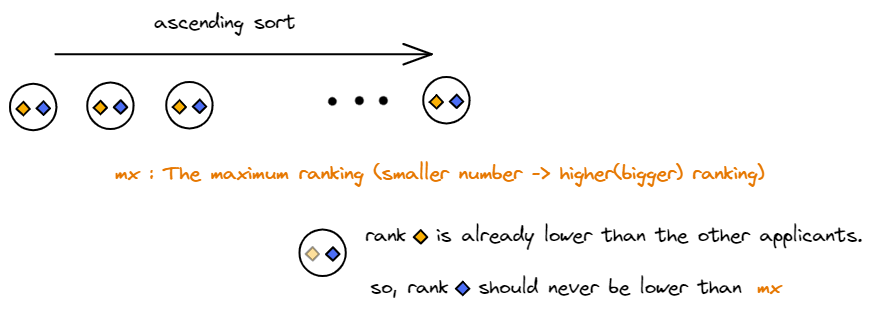 ascending sort
mx : The maximum ranking (smaller number -> higher(bigger) ranking)
rank is already lower than the other applicants.
so, rank should never be lower than mx